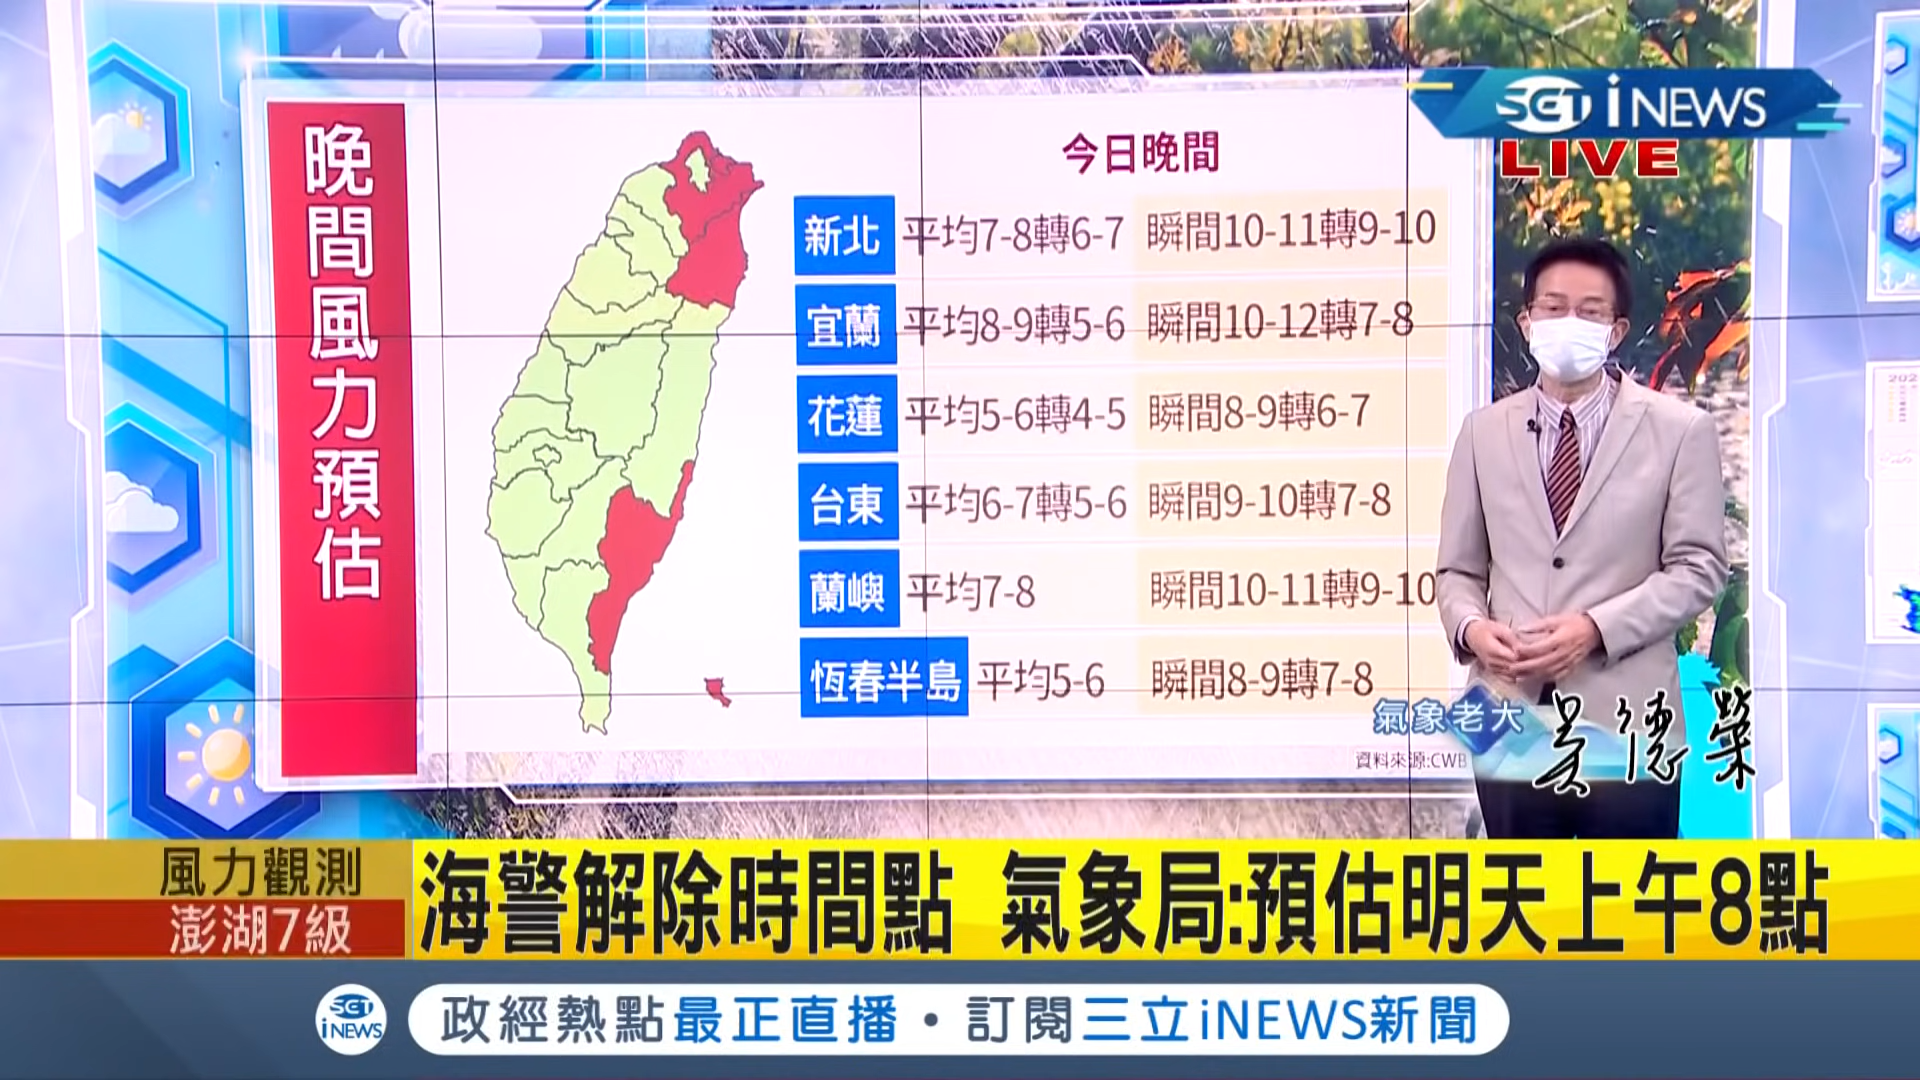 SET iNEWS
LIVE
晚間風力預估
今日晚間
新北 平均7-8轉6-7 瞬間10-11轉9-10
宜蘭 平均8-9轉5-6 瞬間10-12轉7-8
花蓮 平均5-6轉4-5 瞬間8-9轉6-7
台東 平均6-7轉5-6 瞬間9-10轉7-8
蘭嶼 平均7-8 瞬間10-11轉9-10
恆春半島 平均5-6 瞬間8-9轉7-8
資料來源:CWB
氣象老大 吳德榮
風力觀測
澎湖7級
海警解除時間點 氣象局:預估明天上午8點
SET iNEWS
政經熱點最正直播・訂閱三立iNEWS新聞